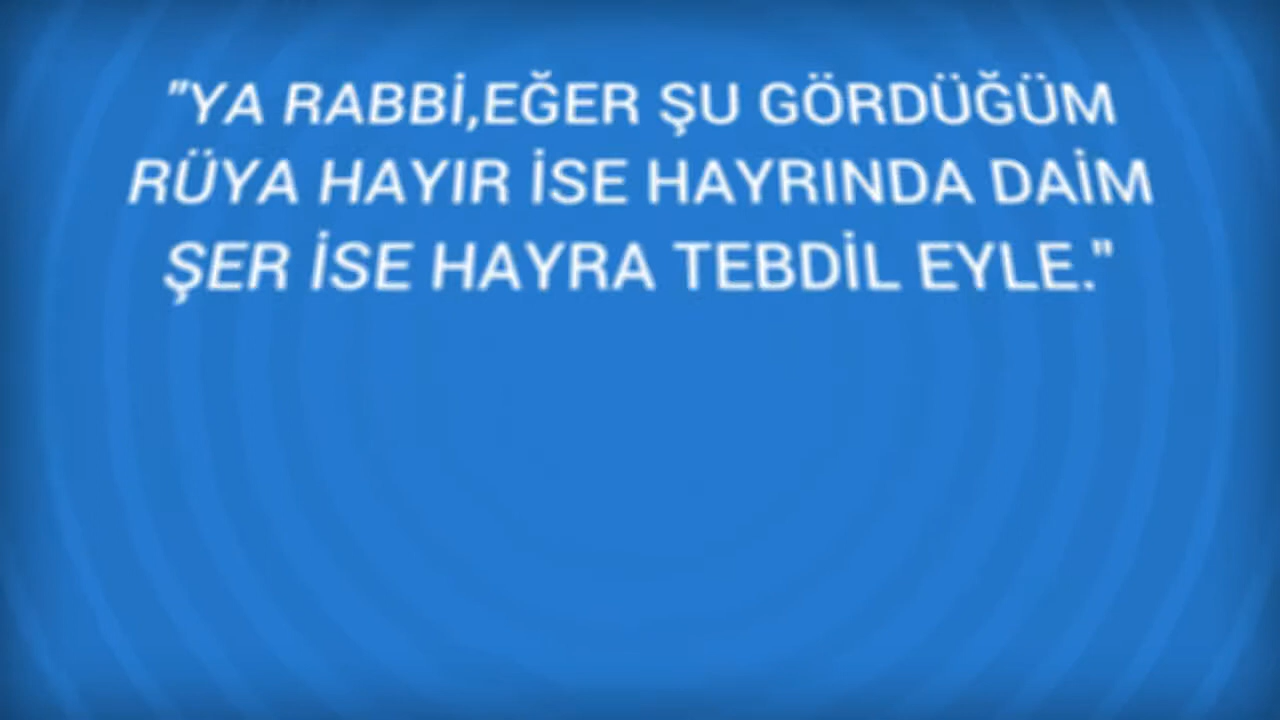 "YA RABBİ,EĞER ŞU GÖRDÜĞÜM
RÜYA HAYIR İSE HAYRINDA DAİM
ŞER İSE HAYRA TEBDİL EYLE."